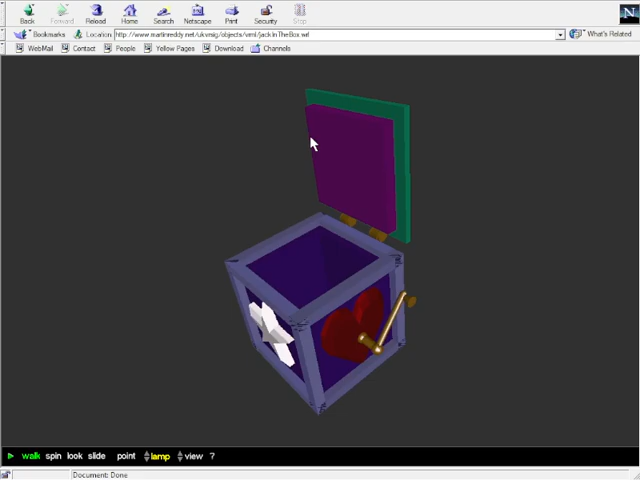 Back Forward Reload Home Search Netscape Print Security Stop
N
Bookmarks Location http://www.martinreddy.net/ukvrsig/objects/vrml/jackInTheBox.wrl What's Related
WebMail Contact People Yellow Pages Download Channels
walk spin look slide point lamp view ?
Document: Done